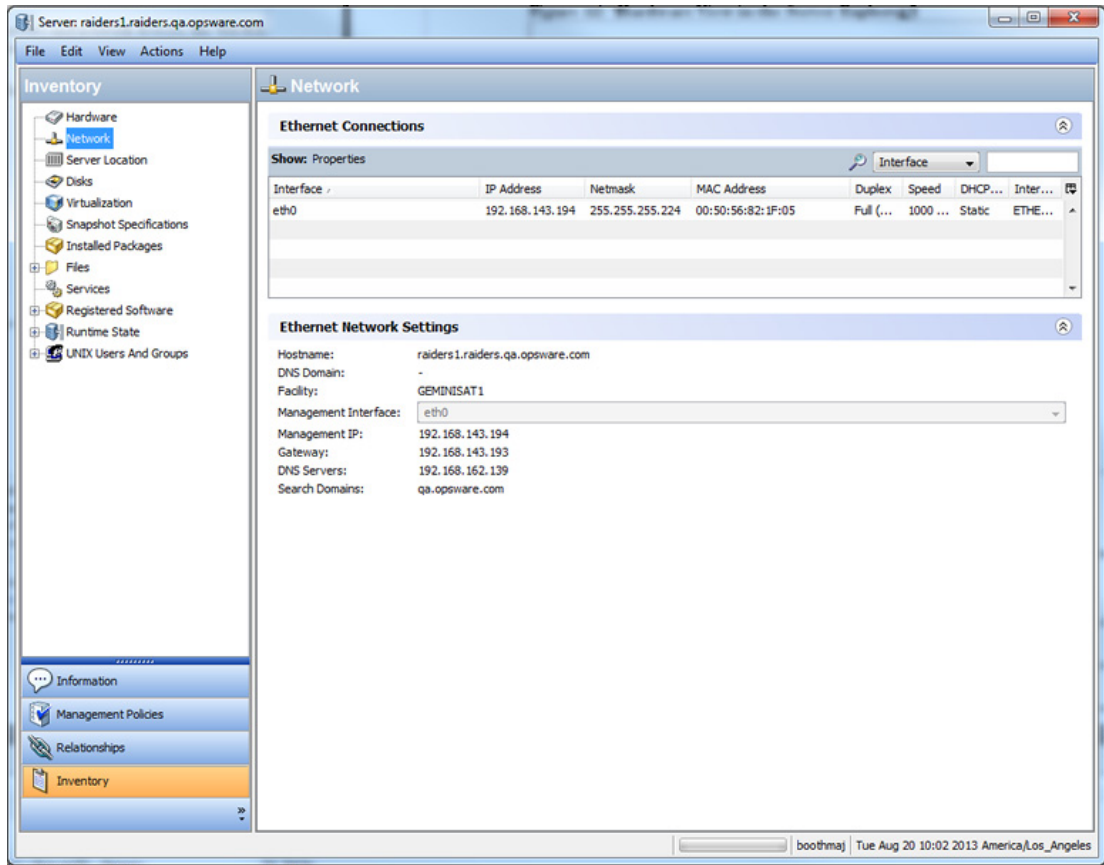 Server: raiders1.raiders.qa.opsware.com
File Edit View Actions Help
Inventory
Hardware
Network
Server Location
Disks
Virtualization
Snapshot Specifications
Installed Packages
Files
Services
Registered Software
Runtime State
UNIX Users And Groups
Information
Management Policies
Relationships
Inventory
Network
Ethernet Connections
Show: Properties
Interface
Interface IP Address Netmask MAC Address Duplex Speed DHCP... Inter...
eth0 192.168.143.194 255.255.255.224 00:50:56:82:1F:05 Full (... 1000 ... Static ETHE...
Ethernet Network Settings
Hostname: raiders1.raiders.qa.opsware.com
DNS Domain: -
Facility: GEMINISAT1
Management Interface: eth0
Management IP: 192.168.143.194
Gateway: 192.168.143.193
DNS Servers: 192.168.162.139
Search Domains: qa.opsware.com
boothmaj Tue Aug 20 10:02 2013 America/Los_Angeles